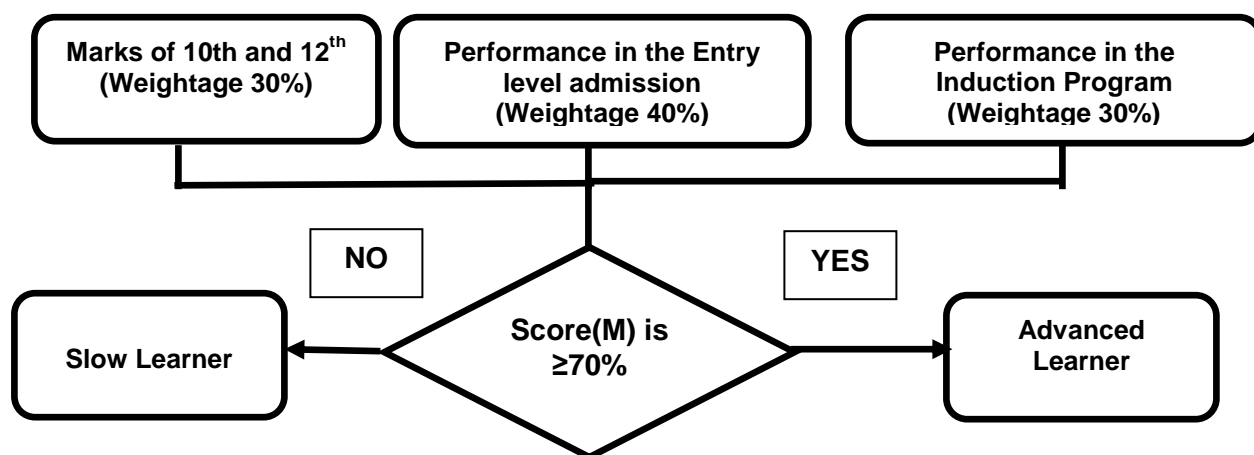 Marks of 10th and 12th
(Weightage 30%)
Performance in the Entry
level admission
(Weightage 40%)
Performance in the
Induction Program
(Weightage 30%)
NO
YES
Score(M) is
≥70%
Slow Learner
Advanced
Learner